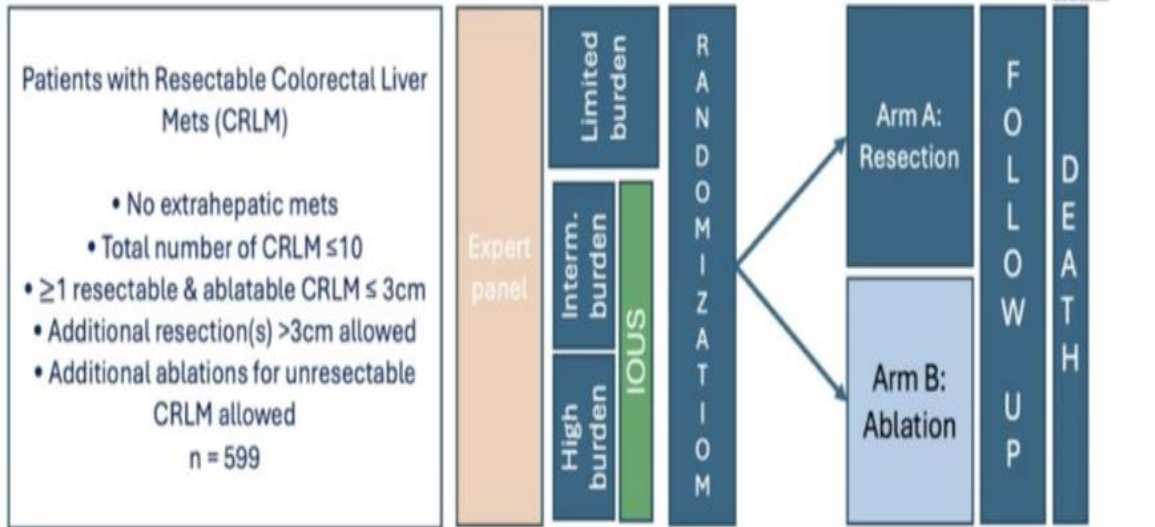 Patients with Resectable Colorectal Liver
Mets (CRLM)
• No extrahepatic mets
• Total number of CRLM ≤10
• ≥1 resectable & ablatable CRLM ≤ 3cm
• Additional resection(s) >3cm allowed
• Additional ablations for unresectable
CRLM allowed
n = 599
Expert
panel
Limited
burden
Interm.
burden
High
burden
IOUS
RANDOMIZATIOM
Arm A:
Resection
Arm B:
Ablation
FOLLOW UP
DEATH